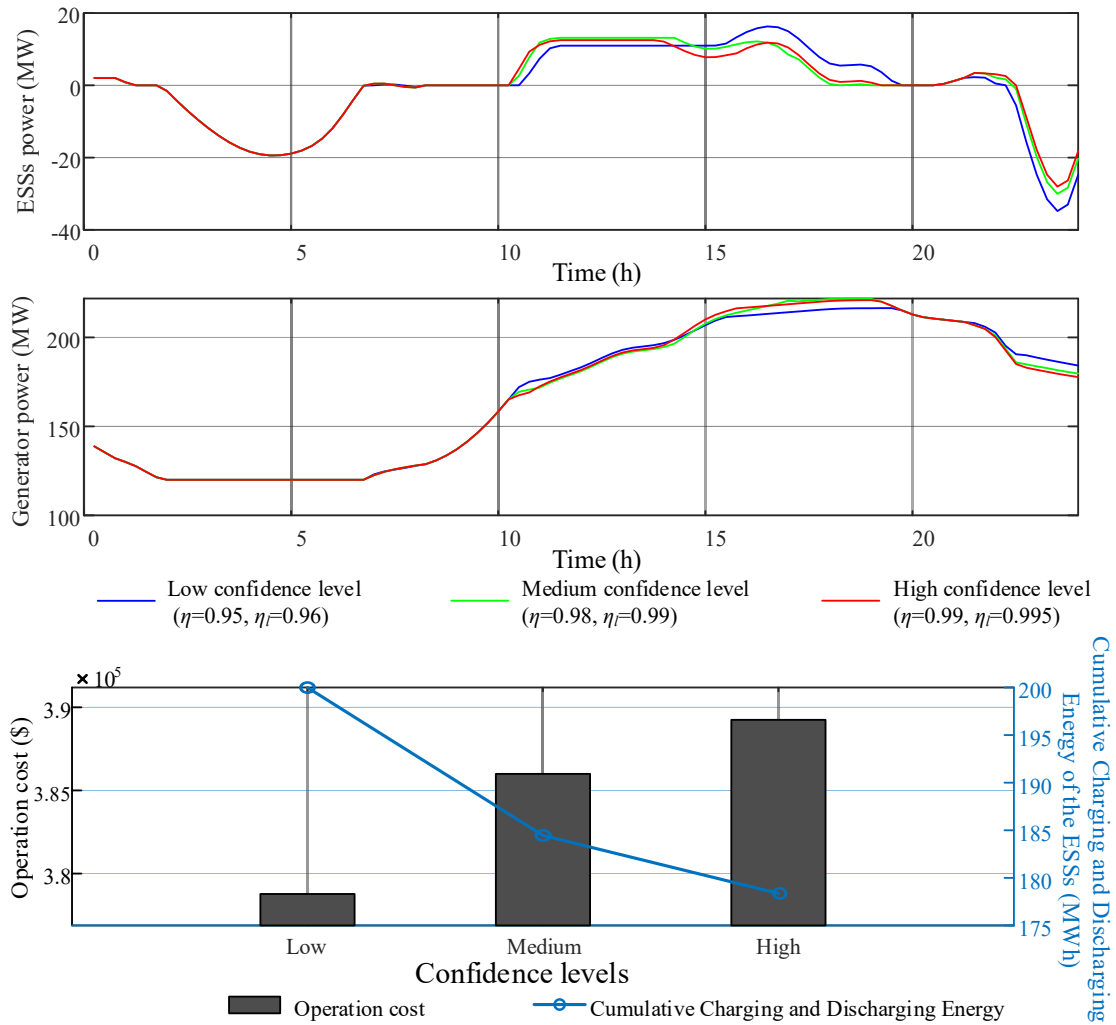 ESSs power (MW)
20
0
-20
-40
0 5 10 15 20
Time (h)
Generator power (MW)
200
150
100
0 5 10 15 20
Time (h)
Low confidence level
(η=0.95, ηl=0.96)
Medium confidence level
(η=0.98, ηl=0.99)
High confidence level
(η=0.99, ηl=0.995)
× 10^5
Operation cost ($)
3.9
3.85
3.8
200
195
190
185
180
175
Cumulative Charging and Discharging
Energy of the ESSs (MWh)
Low Medium High
Confidence levels
Operation cost
Cumulative Charging and Discharging Energy